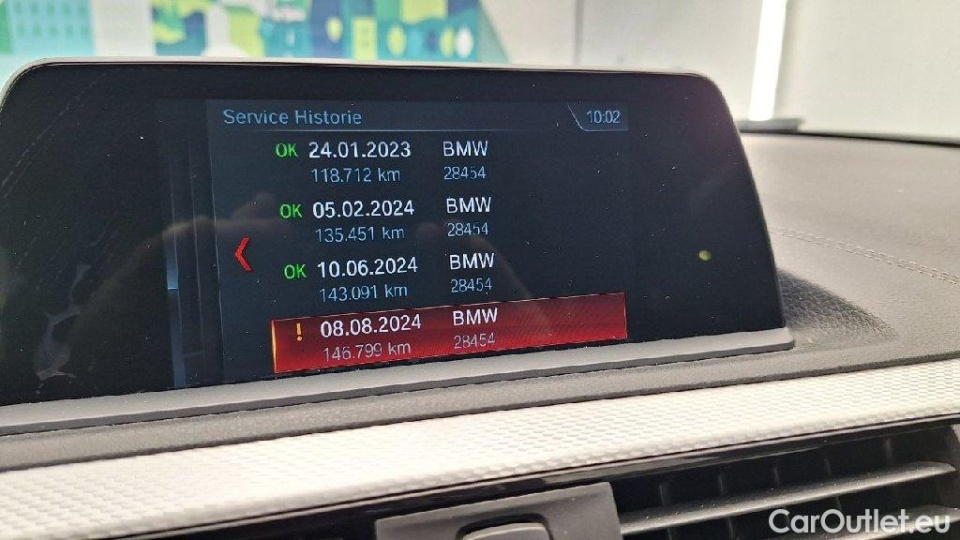 Service Historie 10:02
OK 24.01.2023 BMW
118.712 km 28454
OK 05.02.2024 BMW
135.451 km 28454
OK 10.06.2024 BMW
143.091 km 28454
! 08.08.2024 BMW
146.799 km 28454
CarOutlet.eu